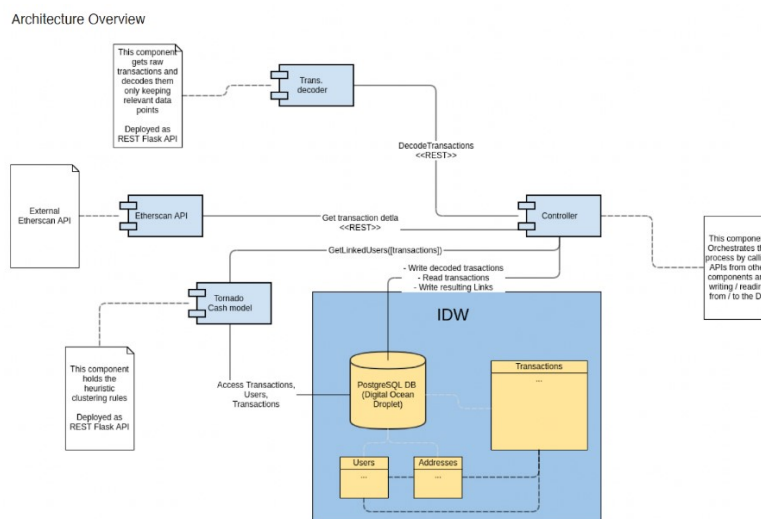 Architecture Overview
This component
gets raw
transactions and
decodes them
only keeping
relevant data
points
Deployed as
REST Flask API
Trans.
decoder
DecodeTransactions
<<REST>>
External
Etherscan API
Etherscan API
Get transaction detla
<<REST>>
Controller
GetLinkedUsers([transactions])
- Write decoded trasactions
- Read transactions
- Write resulting Links
This componen
Orchestrates th
process by calli
APIs from othe
components a
writing / readin
from / to the D
Tornado
Cash model
This component
holds the
heuristic
clustering rules
Deployed as
REST Flask API
Access Transactions,
Users,
Transactions
IDW
PostgreSQL DB
(Digital Ocean
Droplet)
Transactions
...
Users
...
Addresses
...